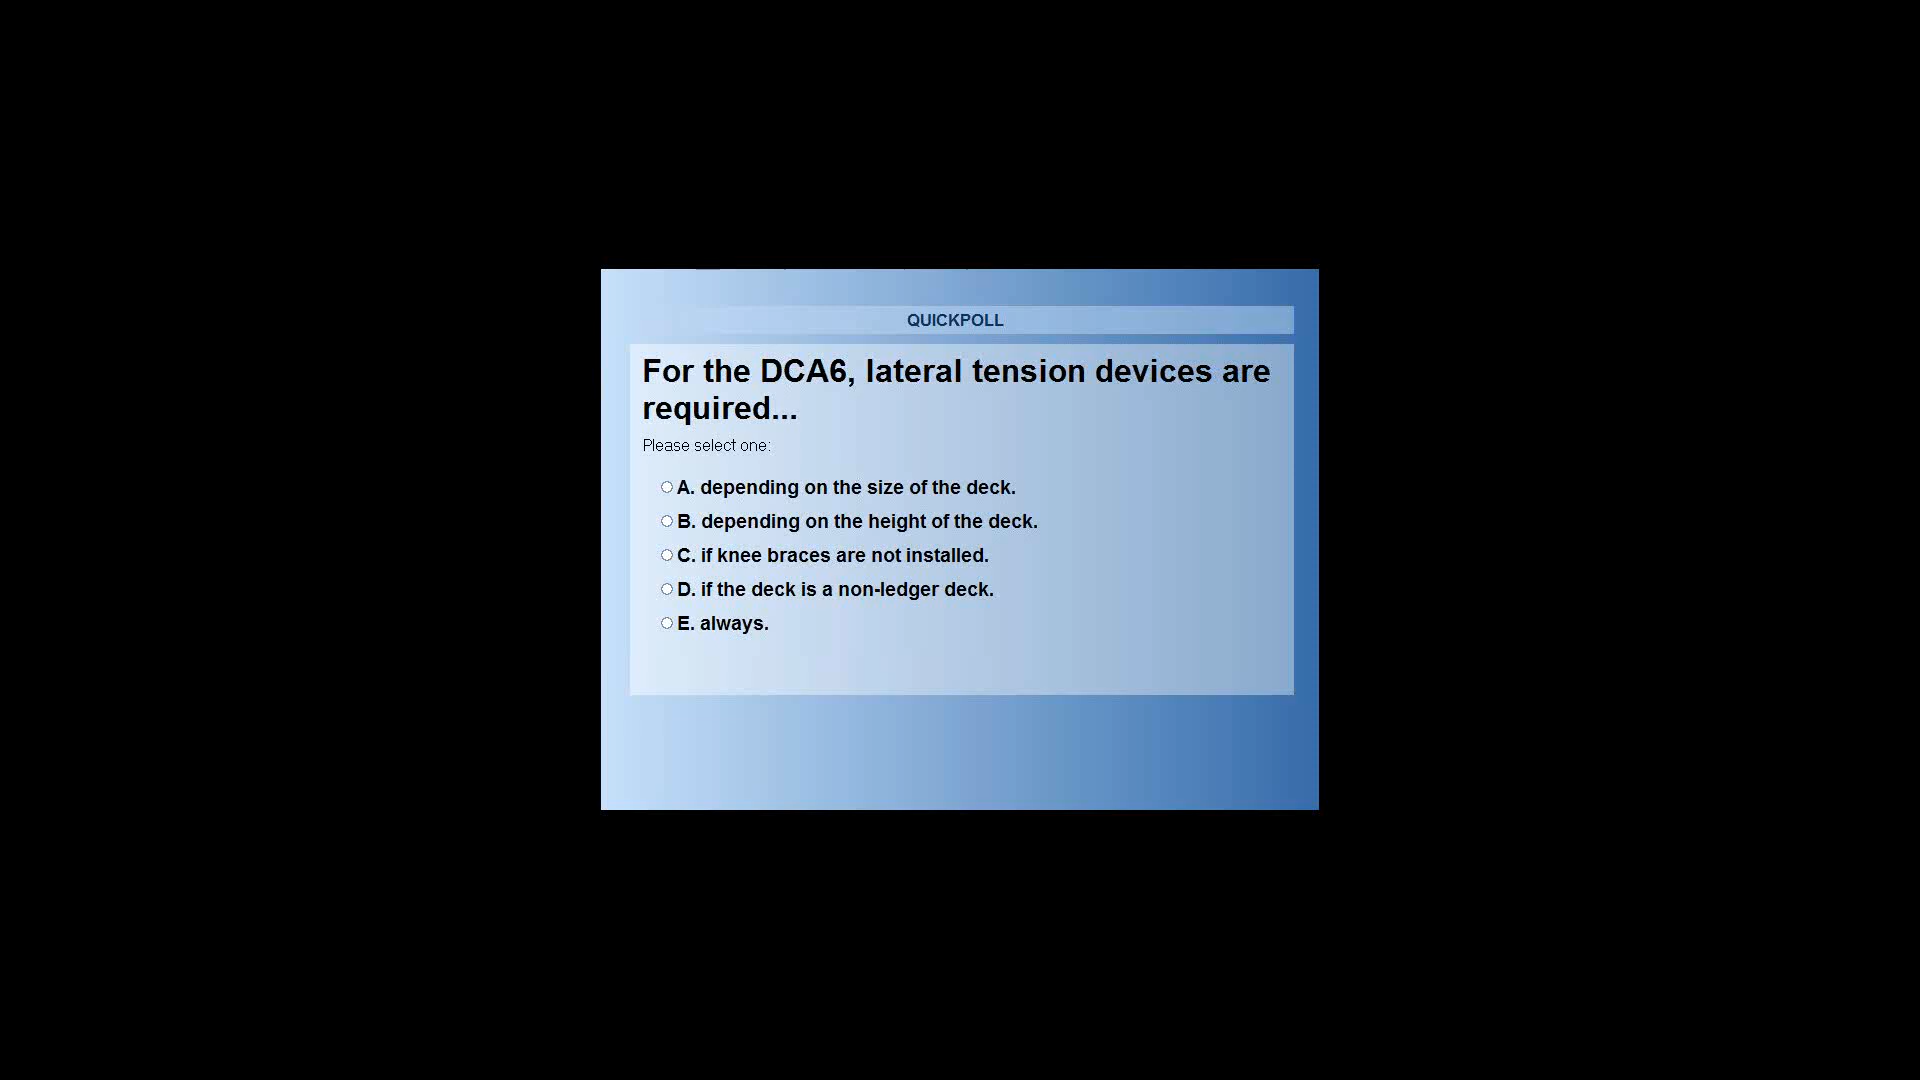 QUICKPOLL
For the DCA6, lateral tension devices are
required...
Please select one:
A. depending on the size of the deck.
B. depending on the height of the deck.
C. if knee braces are not installed.
D. if the deck is a non-ledger deck.
E. always.